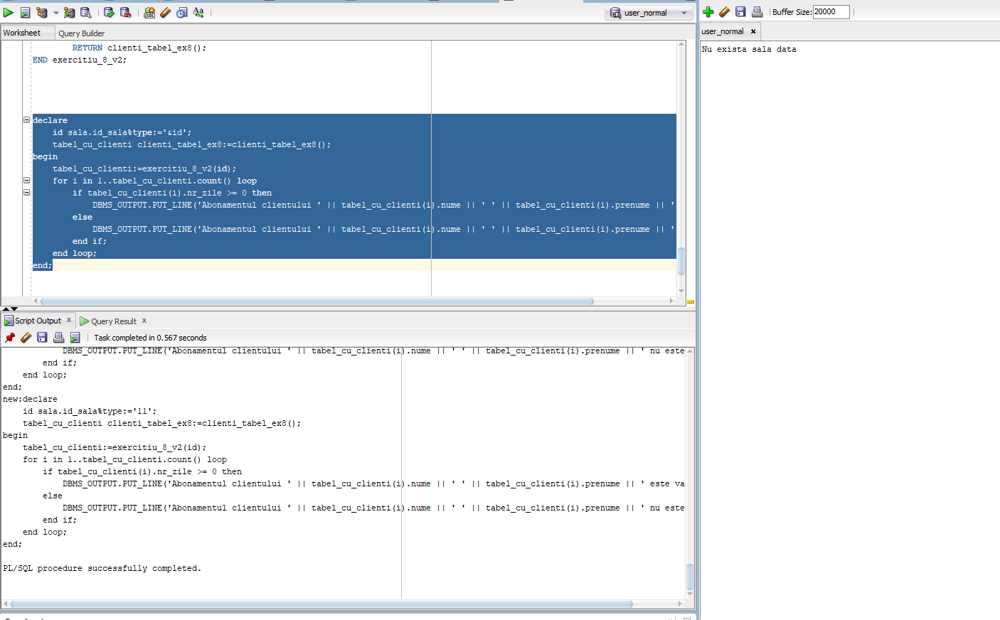 user_normal
Buffer Size: 20000
Worksheet Query Builder
user_normal
Nu exista sala data
RETURN clienti_tabel_ex8();
END exercitiu_8_v2;
declare
id sala.id_sala%type:='&id';
tabel_cu_clienti clienti_tabel_ex8:=clienti_tabel_ex8();
begin
tabel_cu_clienti:=exercitiu_8_v2(id);
for i in 1..tabel_cu_clienti.count() loop
if tabel_cu_clienti(i).nr_zile >= 0 then
DBMS_OUTPUT.PUT_LINE('Abonamentul clientului ' || tabel_cu_clienti(i).nume || ' ' || tabel_cu_clienti(i).prenume || '
else
DBMS_OUTPUT.PUT_LINE('Abonamentul clientului ' || tabel_cu_clienti(i).nume || ' ' || tabel_cu_clienti(i).prenume || '
end if;
end loop;
end;
Script Output x Query Result x
Task completed in 0.567 seconds
DBMS_OUTPUT.PUT_LINE('Abonamentul clientului ' || tabel_cu_clienti(i).nume || ' ' || tabel_cu_clienti(i).prenume || ' nu este
end if;
end loop;
end;
new:declare
id sala.id_sala%type:='11';
tabel_cu_clienti clienti_tabel_ex8:=clienti_tabel_ex8();
begin
tabel_cu_clienti:=exercitiu_8_v2(id);
for i in 1..tabel_cu_clienti.count() loop
if tabel_cu_clienti(i).nr_zile >= 0 then
DBMS_OUTPUT.PUT_LINE('Abonamentul clientului ' || tabel_cu_clienti(i).nume || ' ' || tabel_cu_clienti(i).prenume || ' este va
else
DBMS_OUTPUT.PUT_LINE('Abonamentul clientului ' || tabel_cu_clienti(i).nume || ' ' || tabel_cu_clienti(i).prenume || ' nu este
end if;
end loop;
end;
PL/SQL procedure successfully completed.